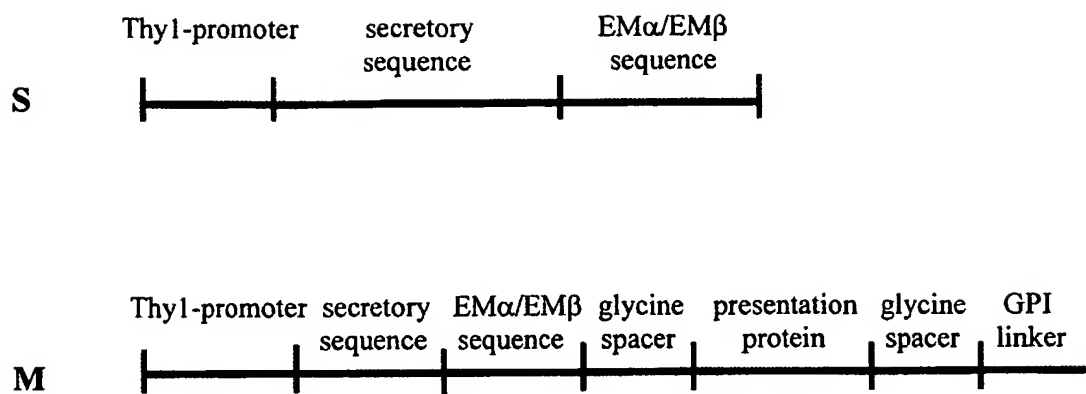 Thy1-promoter secretory EMα/EMβ
sequence sequence
S
Thy1-promoter secretory EMα/EMβ glycine presentation glycine GPI
sequence sequence spacer protein spacer linker
M